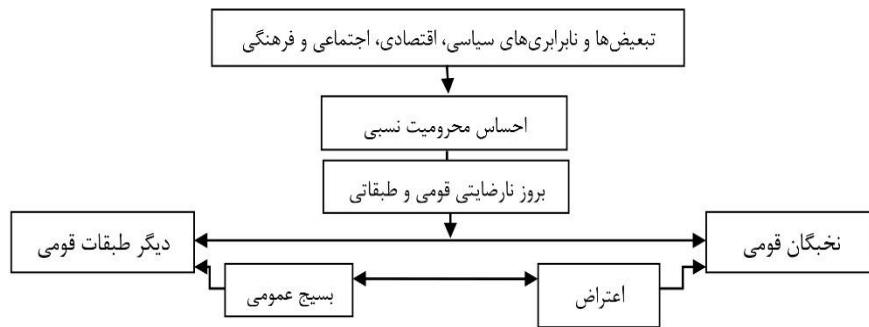 تبعیض‌ها و نابرابری‌های سیاسی، اقتصادی، اجتماعی و فرهنگی
احساس محرومیت نسبی
بروز نارضایتی قومی و طبقاتی
نخبگان قومی
دیگر طبقات قومی
اعتراض
بسیج عمومی